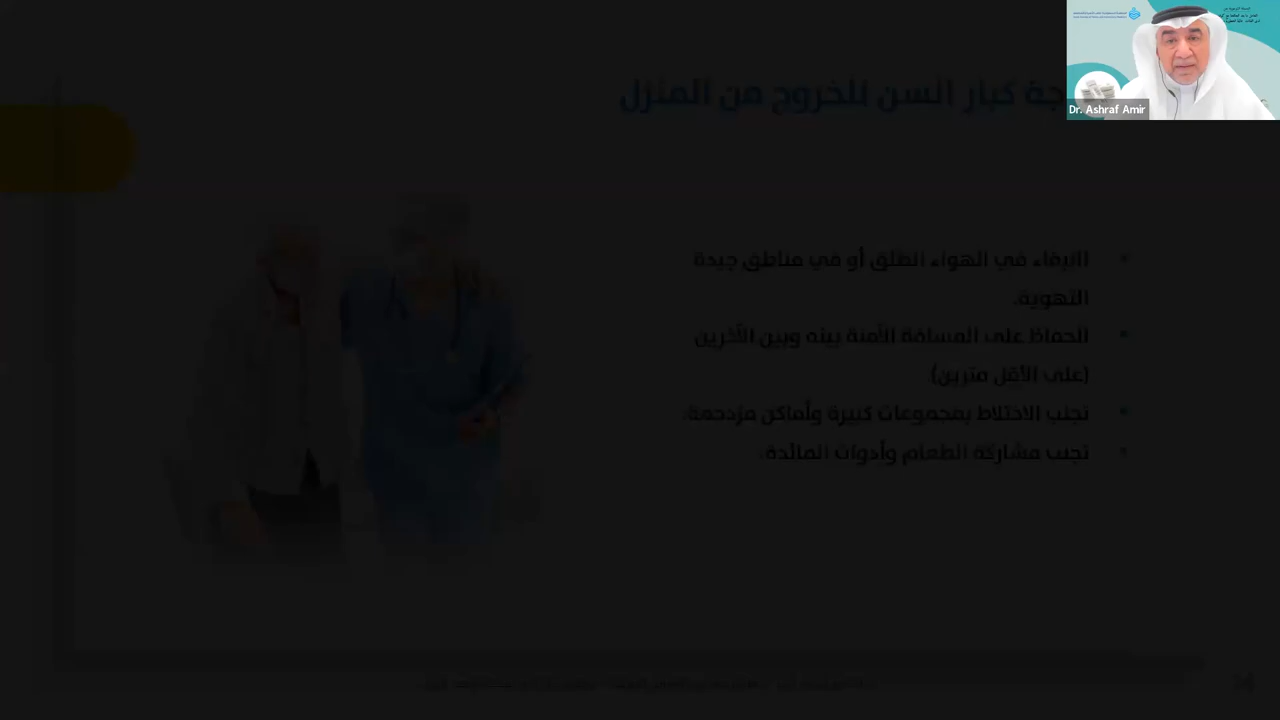 كبار السن للخروج من المنزل
البقاء في الهواء الطلق أو في مناطق جيدة
التهوية.
الحفاظ على المسافة الآمنة بينه وبين الآخرين
(على الأقل مترين).
تجنب الاختلاط بمجموعات كبيرة وأماكن مزدحمة.
تجنب مشاركة الطعام وأدوات المائدة.
Dr. Ashraf Amir